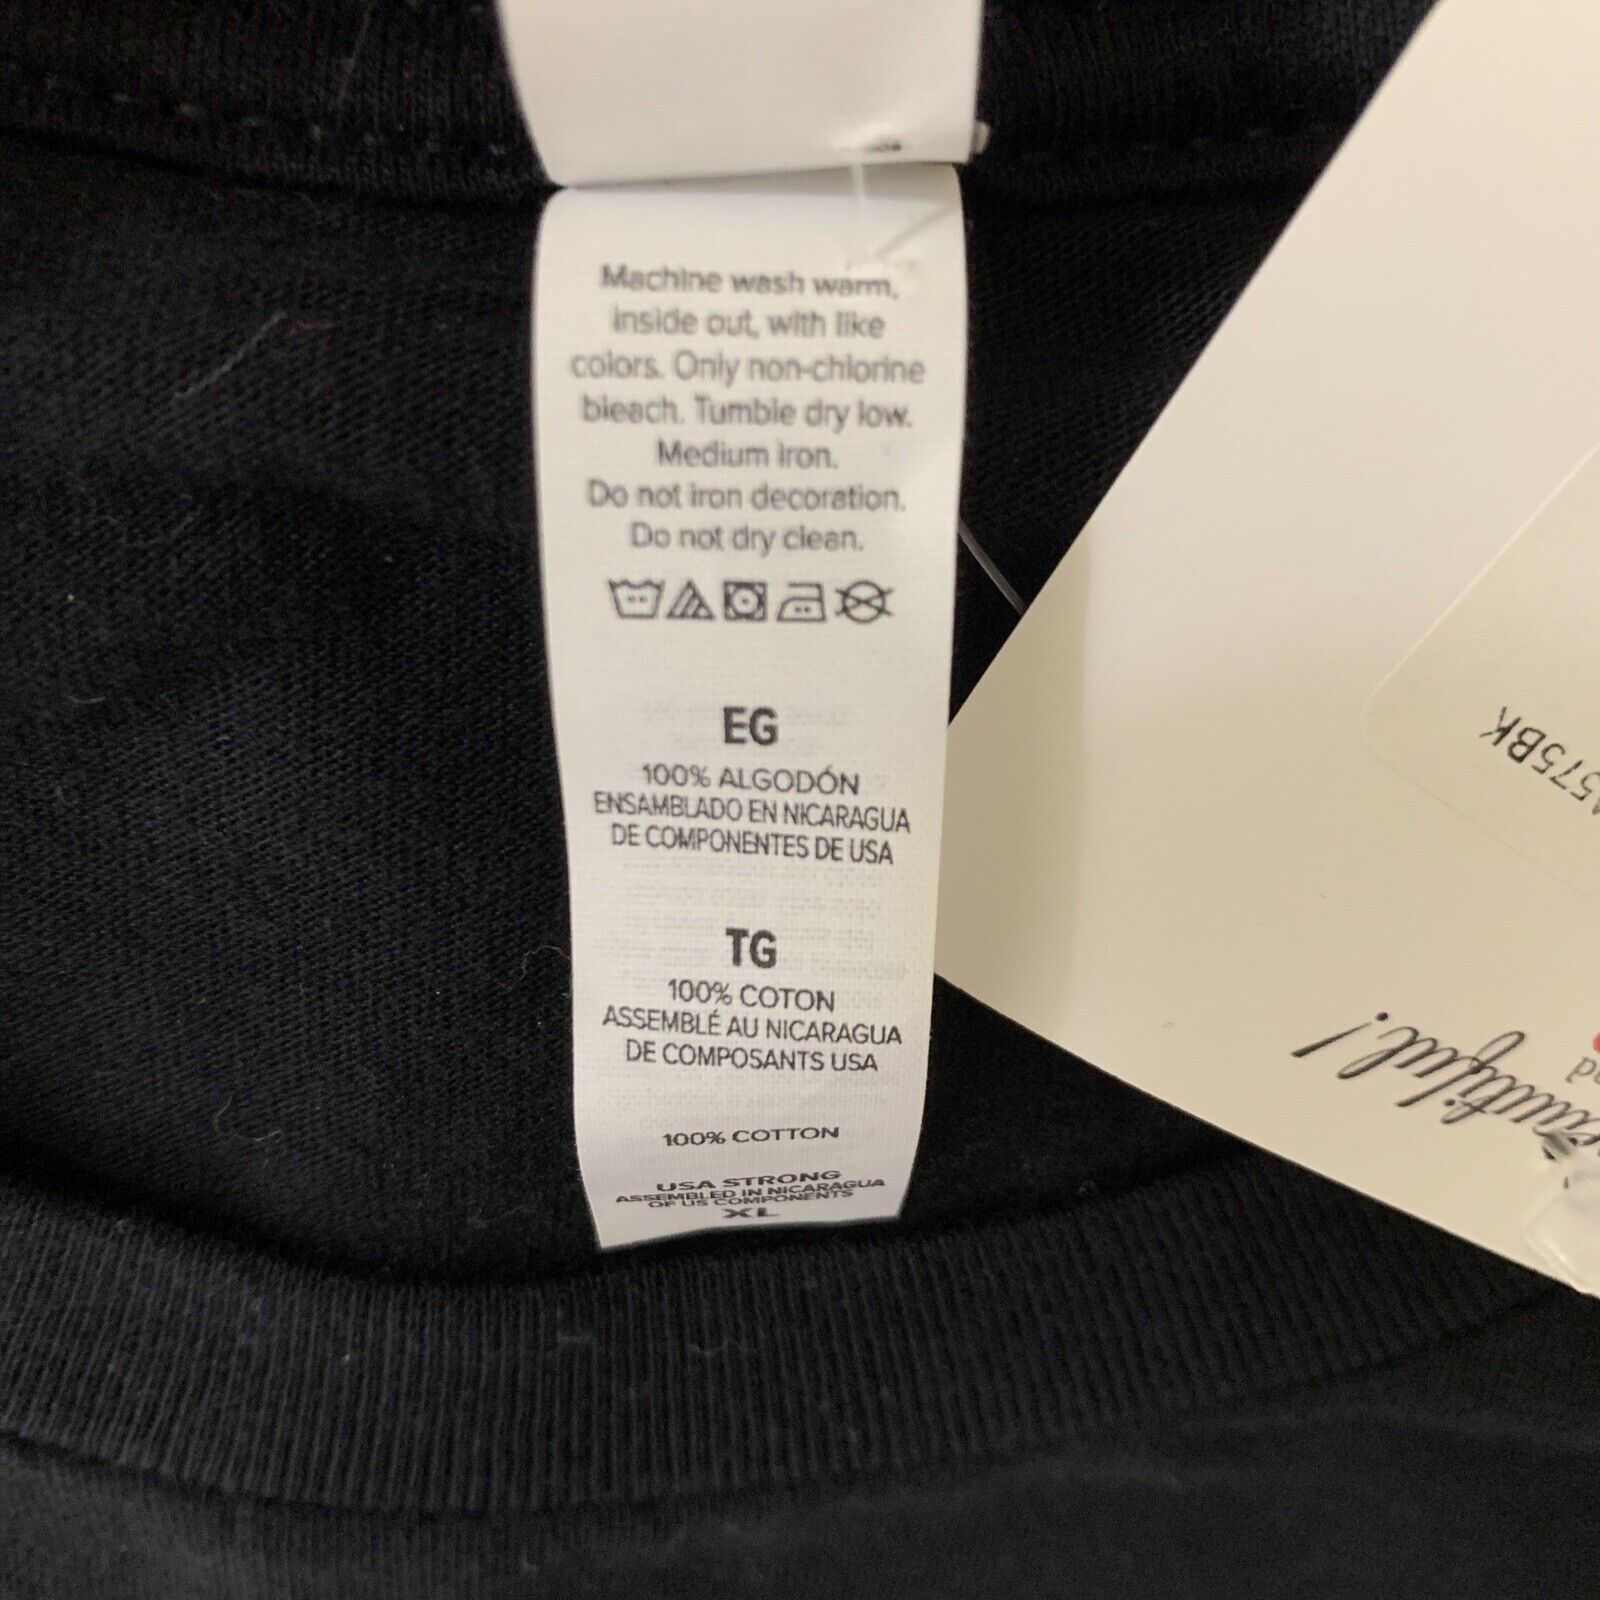 Machine wash warm,
inside out, with like
colors. Only non-chlorine
bleach. Tumble dry low.
Medium iron.
Do not iron decoration.
Do not dry clean.
EG
100% ALGODÓN
ENSAMBLADO EN NICARAGUA
DE COMPONENTES DE USA
TG
100% COTON
ASSEMBLÉ AU NICARAGUA
DE COMPOSANTS USA
100% COTTON
USA STRONG
ASSEMBLED IN NICARAGUA
OF US COMPONENTS
XL
575BK